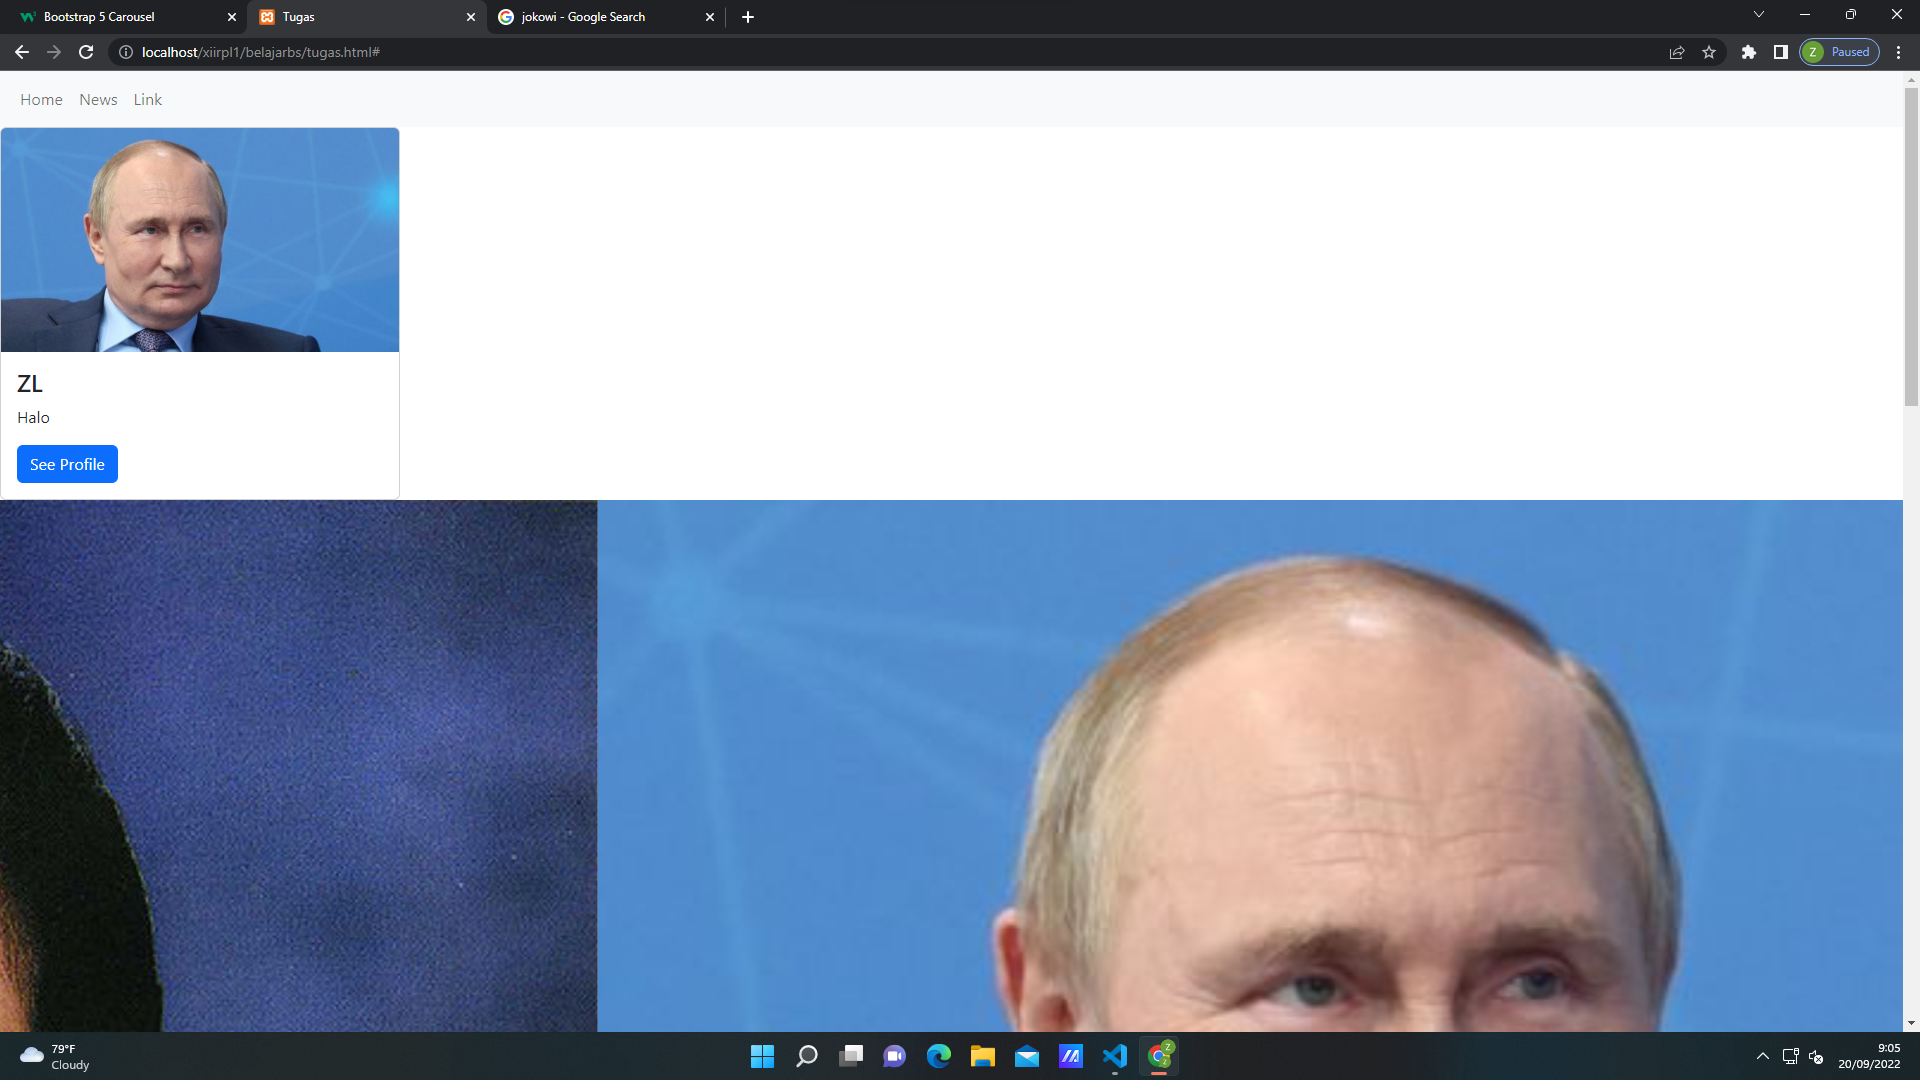 Bootstrap 5 Carousel
Tugas
jokowi - Google Search
localhost/xiirpl1/belajarbs/tugas.html#
Z Paused
Home News Link
ZL
Halo
See Profile
79°F
Cloudy
9:05
20/09/2022